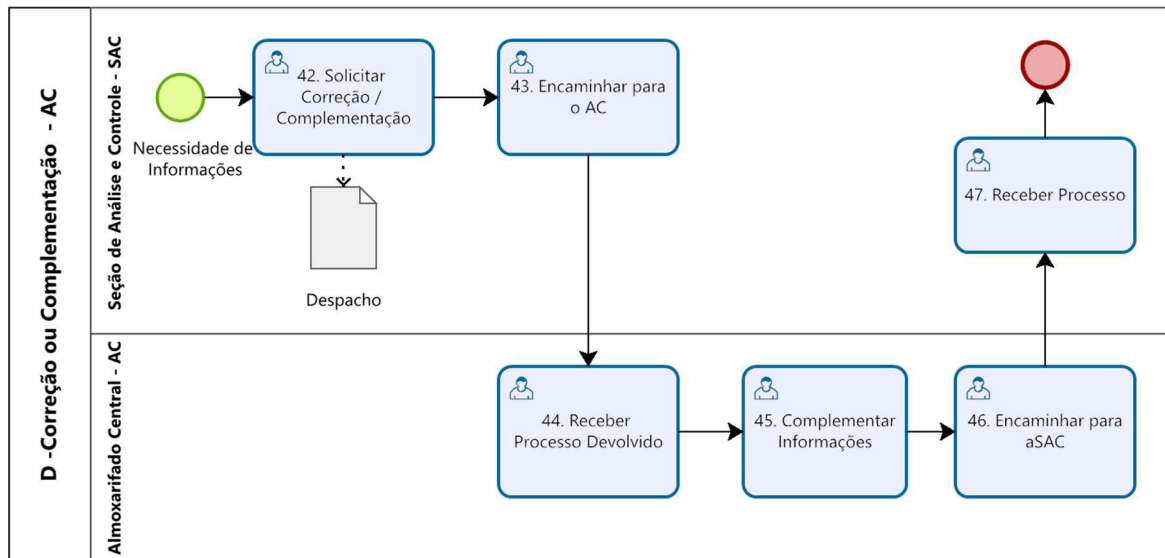 D -Correção ou Complementação - AC
Seção de Análise e Controle - SAC
Necessidade de
Informações
42. Solicitar
Correção /
Complementação
Despacho
43. Encaminhar para
o AC
47. Receber Processo
Almoxarifado Central - AC
44. Receber
Processo Devolvido
45. Complementar
Informações
46. Encaminhar para
aSAC